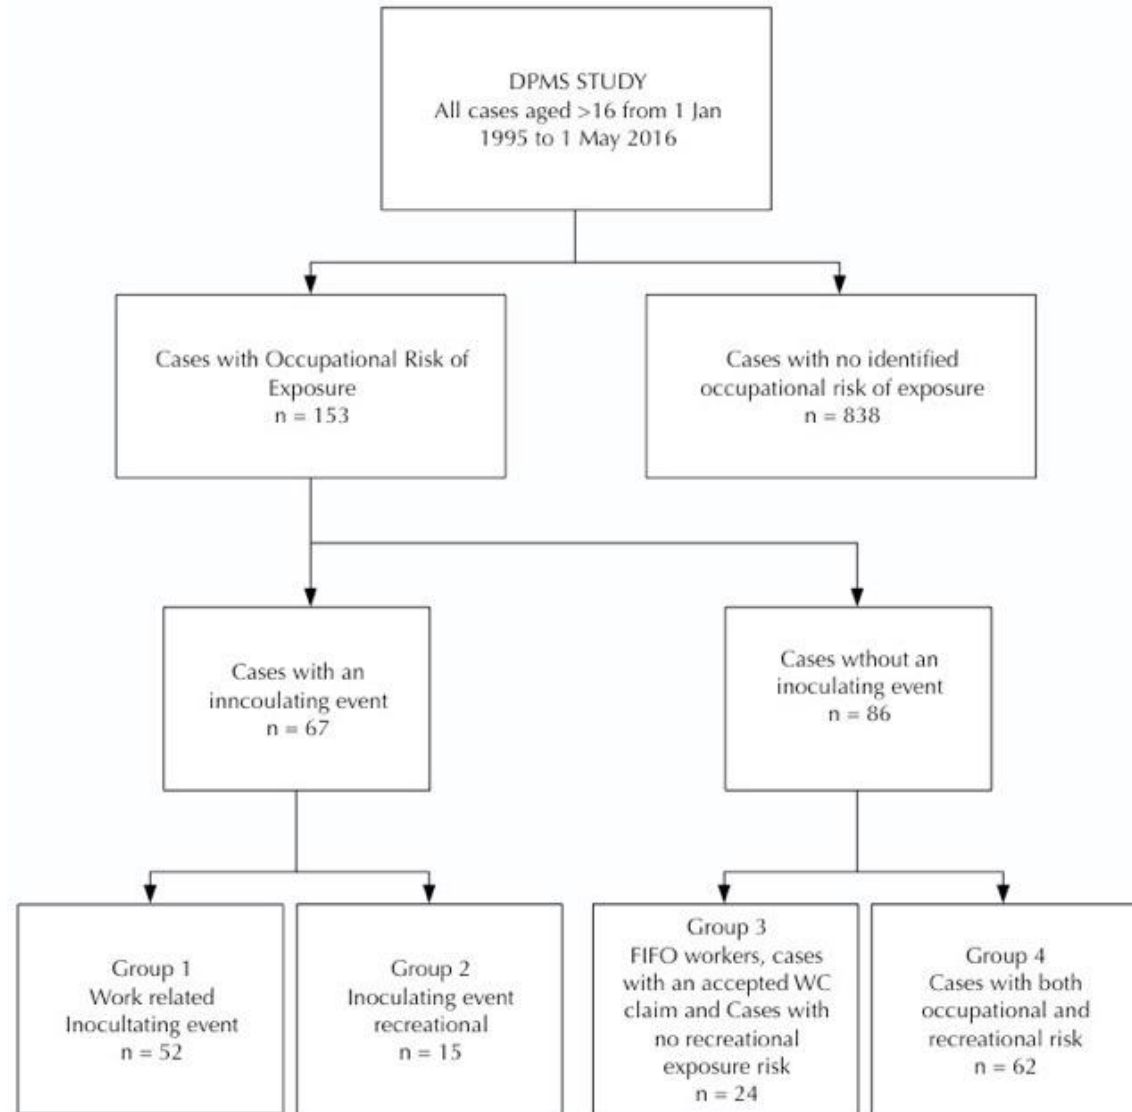 DPMS STUDY
All cases aged >16 from 1 Jan
1995 to 1 May 2016
Cases with Occupational Risk of
Exposure
n = 153
Cases with no identified
occupational risk of exposure
n = 838
Cases with an
inncoulating event
n = 67
Cases wthout an
inoculating event
n = 86
Group 1
Work related
Inocultating event
n = 52
Group 2
Inoculating event
recreational
n = 15
Group 3
FIFO workers, cases
with an accepted WC
claim and Cases with
no recreational
exposure risk
n = 24
Group 4
Cases with both
occupational and
recreational risk
n = 62